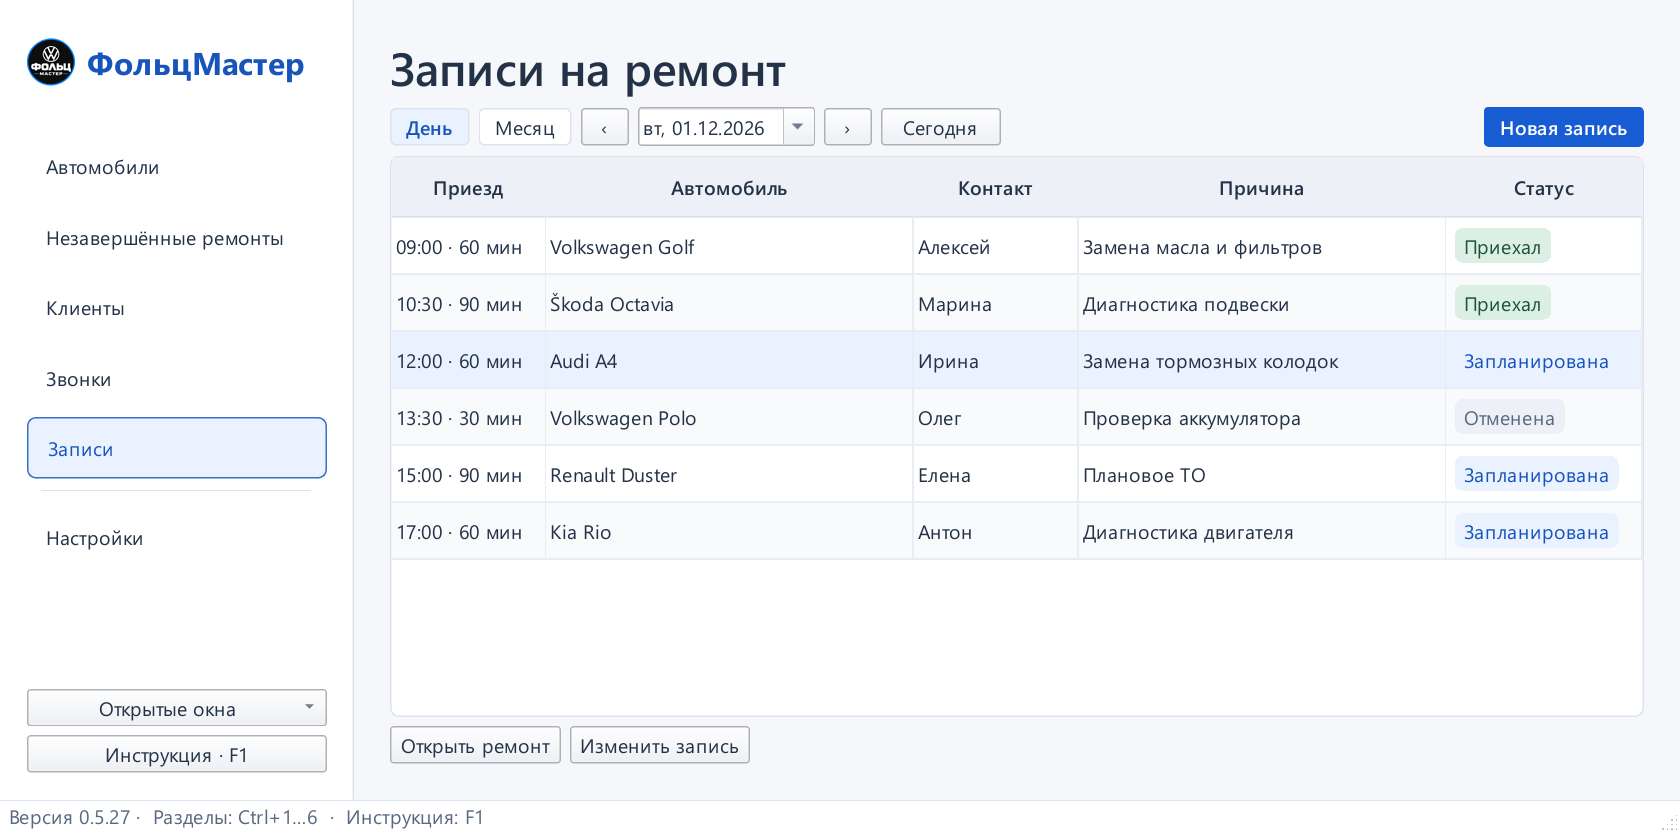 ФОЛЬЦ
МАСТЕР
ФольцМастер
Автомобили
Незавершённые ремонты
Клиенты
Звонки
Записи
Настройки
Открытые окна
Инструкция · F1
Записи на ремонт
День Месяц ‹ вт, 01.12.2026 › Сегодня Новая запись
Приезд Автомобиль Контакт Причина Статус
09:00 · 60 мин Volkswagen Golf Алексей Замена масла и фильтров Приехал
10:30 · 90 мин Škoda Octavia Марина Диагностика подвески Приехал
12:00 · 60 мин Audi A4 Ирина Замена тормозных колодок Запланирована
13:30 · 30 мин Volkswagen Polo Олег Проверка аккумулятора Отменена
15:00 · 90 мин Renault Duster Елена Плановое ТО Запланирована
17:00 · 60 мин Kia Rio Антон Диагностика двигателя Запланирована
Открыть ремонт Изменить запись
Версия 0.5.27 · Разделы: Ctrl+1…6 · Инструкция: F1